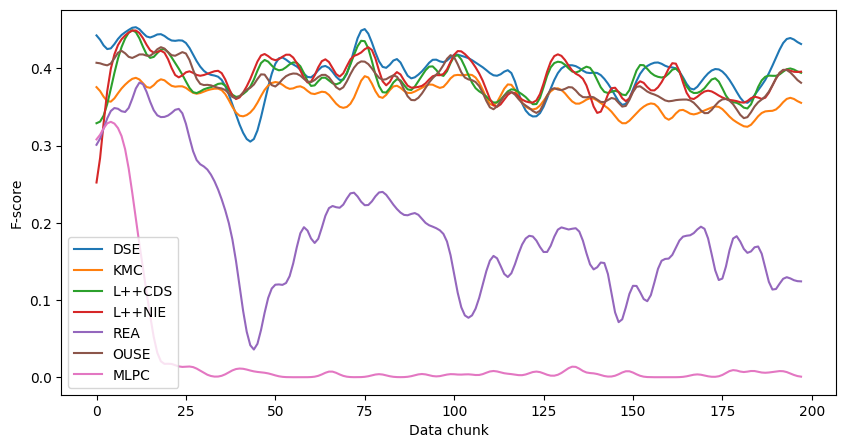 F-score
0.4
0.3
0.2
0.1
0.0
DSE
KMC
L++CDS
L++NIE
REA
OUSE
MLPC
0 25 50 75 100 125 150 175 200
Data chunk